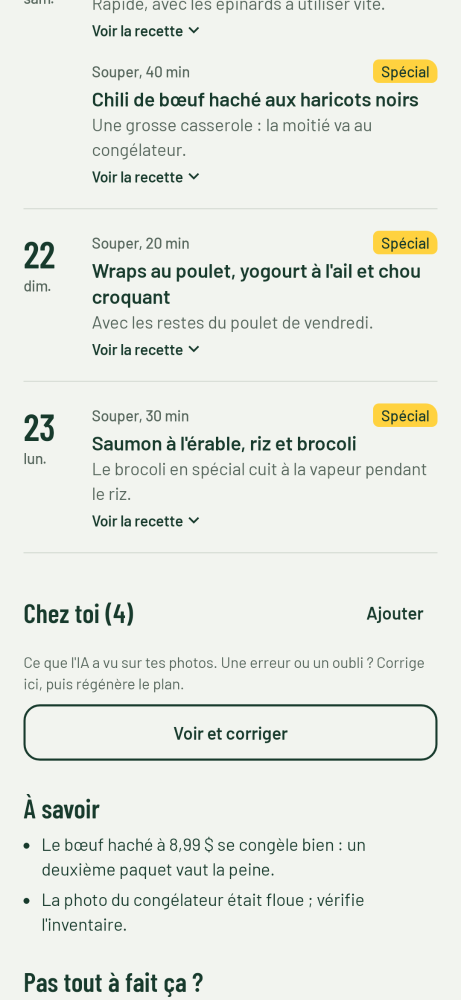 sam.
Rapide, avec les épinards à utiliser vite.
Voir la recette
Souper, 40 min
Spécial
Chili de bœuf haché aux haricots noirs
Une grosse casserole : la moitié va au
congélateur.
Voir la recette
22
dim.
Souper, 20 min
Spécial
Wraps au poulet, yogourt à l'ail et chou
croquant
Avec les restes du poulet de vendredi.
Voir la recette
23
lun.
Souper, 30 min
Spécial
Saumon à l'érable, riz et brocoli
Le brocoli en spécial cuit à la vapeur pendant
le riz.
Voir la recette
Chez toi (4)
Ajouter
Ce que l'IA a vu sur tes photos. Une erreur ou un oubli ? Corrige
ici, puis régénère le plan.
Voir et corriger
À savoir
• Le bœuf haché à 8,99 $ se congèle bien : un
deuxième paquet vaut la peine.
• La photo du congélateur était floue ; vérifie
l'inventaire.
Pas tout à fait ça ?